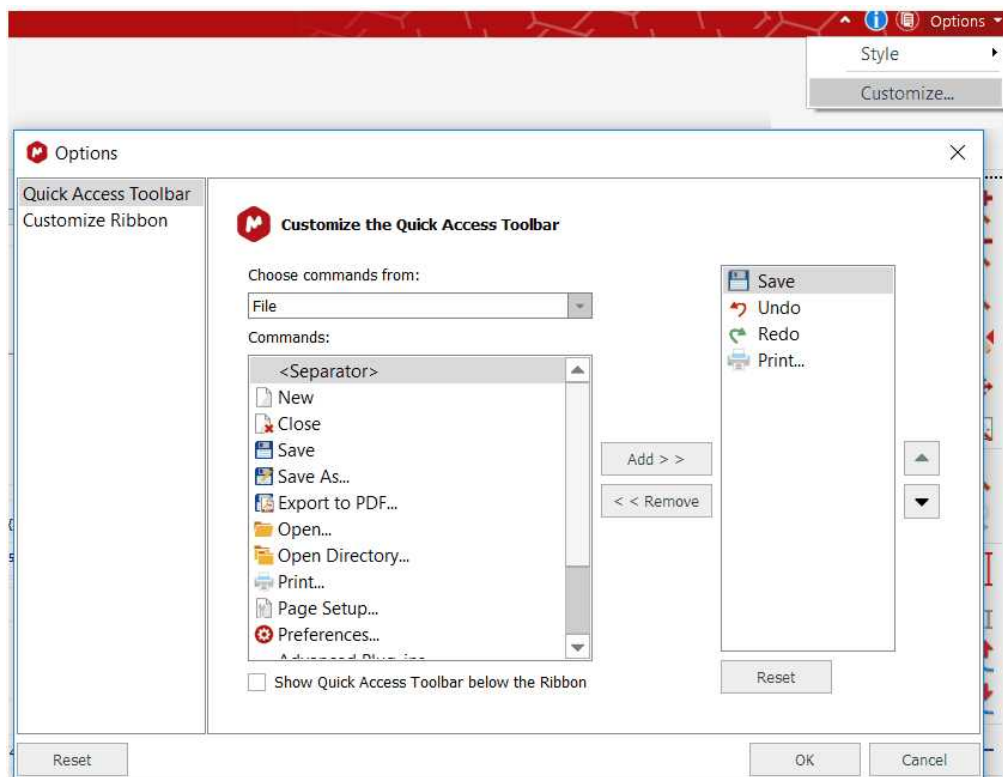 Options
Style
Customize...
Options
Quick Access Toolbar
Customize Ribbon
Customize the Quick Access Toolbar
Choose commands from:
File
Commands:
<Separator>
New
Close
Save
Save As...
Export to PDF...
Open...
Open Directory...
Print...
Page Setup...
Preferences...
Show Quick Access Toolbar below the Ribbon
Add > >
< < Remove
Save
Undo
Redo
Print...
Reset
Reset
OK
Cancel